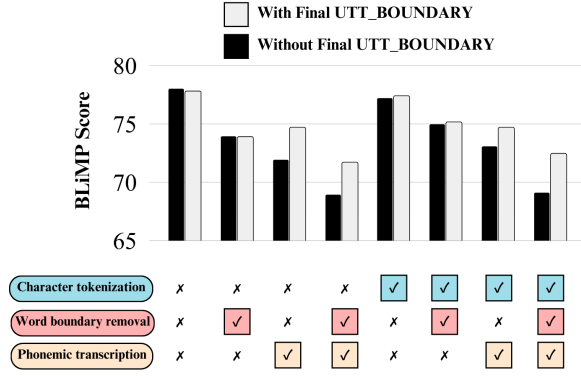 With Final UTT_BOUNDARY
Without Final UTT_BOUNDARY
BLiMP Score
80
75
70
65
Character tokenization ✗ ✗ ✗ ✗ ✓ ✓ ✓ ✓
Word boundary removal ✗ ✓ ✗ ✓ ✗ ✓ ✗ ✓
Phonemic transcription ✗ ✗ ✓ ✓ ✗ ✗ ✓ ✓